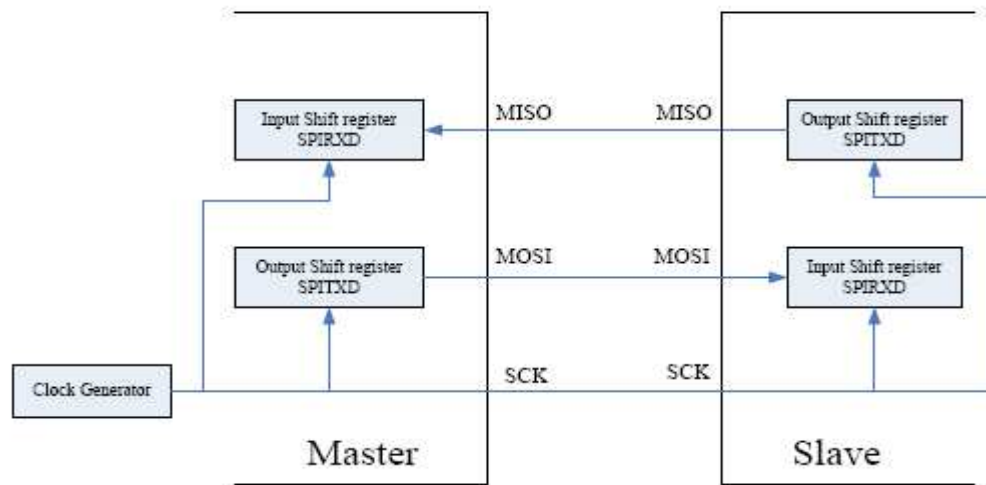 MISO
MISO
Input Shift register
SPIRXD
Output Shift register
SPITXD
MOSI
MOSI
Output Shift register
SPITXD
Input Shift register
SPIRXD
SCK
SCK
Clock Generator
Master
Slave